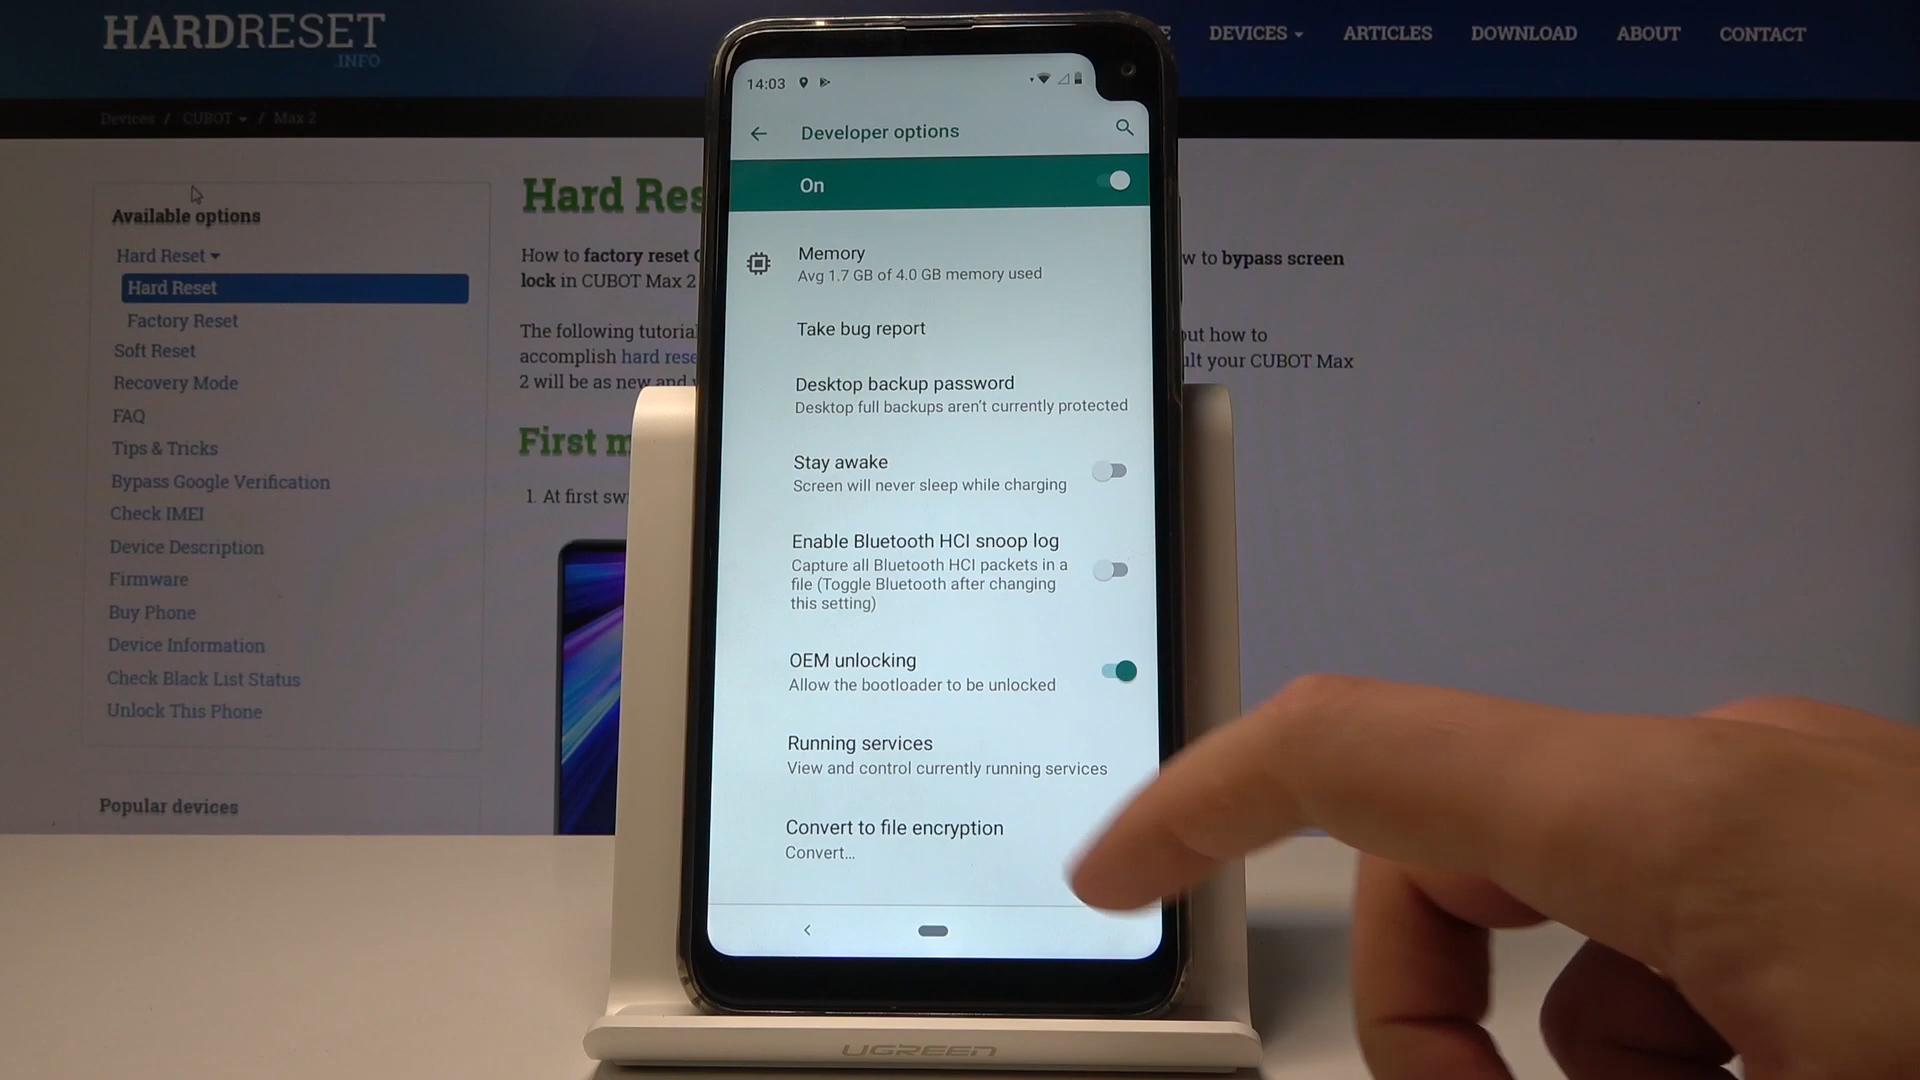 HARDRESET
.INFO
DEVICES
ARTICLES
DOWNLOAD
ABOUT
CONTACT
Devices / CUBOT / Max 2
Available options
Hard Reset
Hard Reset
Factory Reset
Soft Reset
Recovery Mode
FAQ
Tips & Tricks
Bypass Google Verification
Check IMEI
Device Description
Firmware
Buy Phone
Device Information
Check Black List Status
Unlock This Phone
Popular devices
Hard Res
How to factory reset
lock in CUBOT Max 2
The following tutorial
accomplish hard rese
2 will be as new and
First m
1. At first sw
w to bypass screen
out how to
ult your CUBOT Max
14:03
Developer options
On
Memory
Avg 1.7 GB of 4.0 GB memory used
Take bug report
Desktop backup password
Desktop full backups aren't currently protected
Stay awake
Screen will never sleep while charging
Enable Bluetooth HCI snoop log
Capture all Bluetooth HCI packets in a
file (Toggle Bluetooth after changing
this setting)
OEM unlocking
Allow the bootloader to be unlocked
Running services
View and control currently running services
Convert to file encryption
Convert...
UGREEN